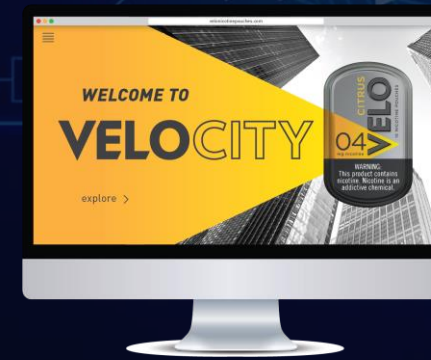 WELCOME TO
VELOCITY
explore >
CITRUS
VELO
04
mg nicotine
WARNING:
This product contains
nicotine. Nicotine is an
addictive chemical.